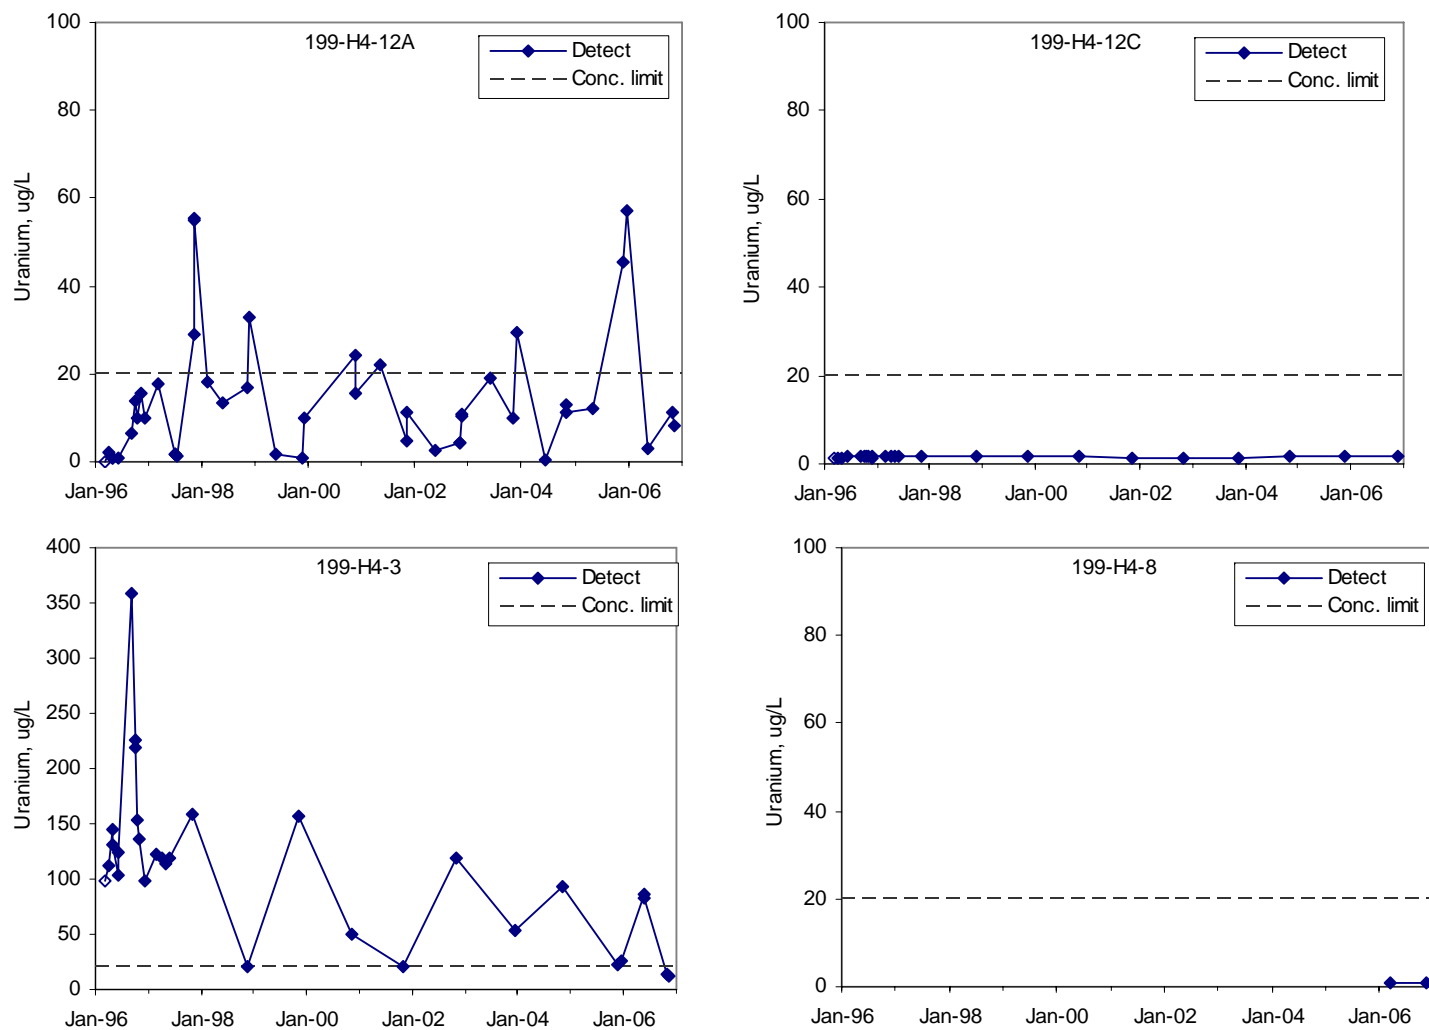 199-H4-12A
Detect
Conc. limit
Uranium, ug/L
100
80
60
40
20
0
Jan-96 Jan-98 Jan-00 Jan-02 Jan-04 Jan-06
199-H4-12C
Detect
Conc. limit
Uranium, ug/L
100
80
60
40
20
0
Jan-96 Jan-98 Jan-00 Jan-02 Jan-04 Jan-06
199-H4-3
Detect
Conc. limit
Uranium, ug/L
400
350
300
250
200
150
100
50
0
Jan-96 Jan-98 Jan-00 Jan-02 Jan-04 Jan-06
199-H4-8
Detect
Conc. limit
Uranium, ug/L
100
80
60
40
20
0
Jan-96 Jan-98 Jan-00 Jan-02 Jan-04 Jan-06